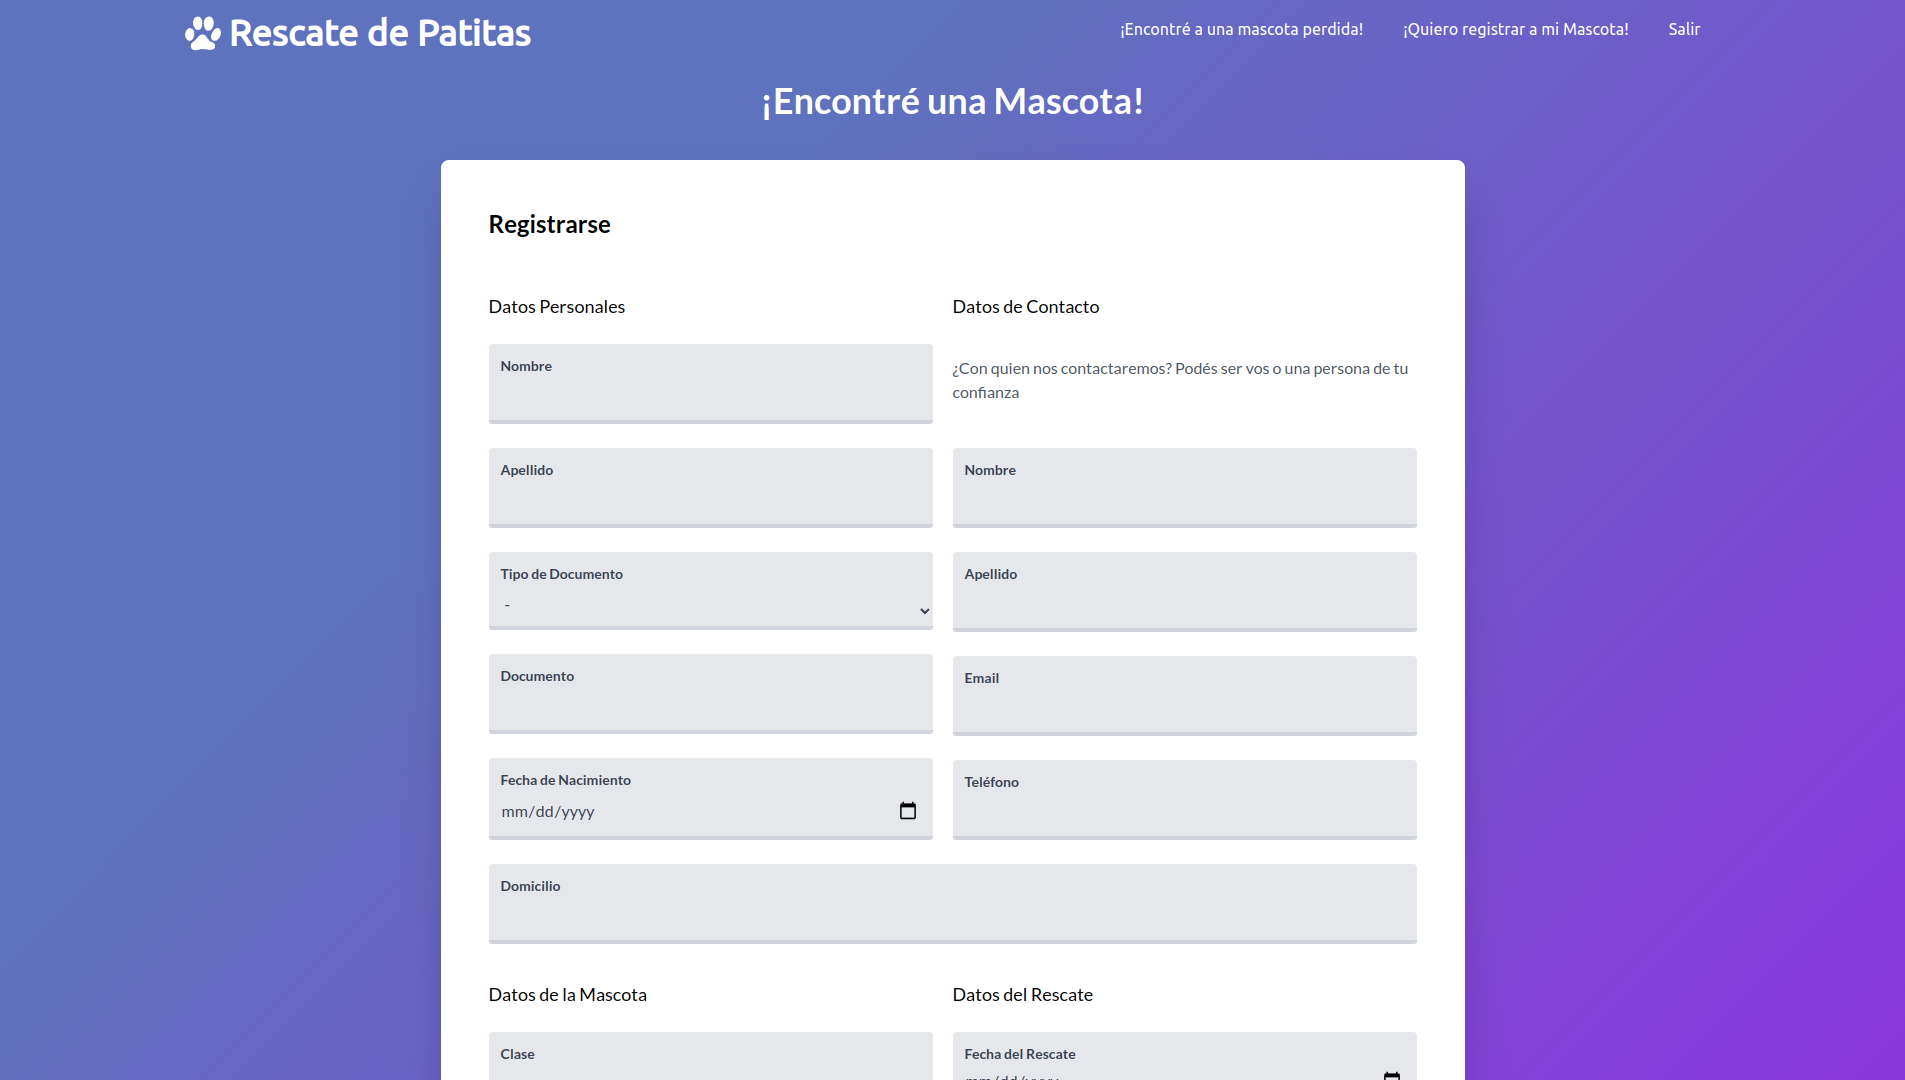 Rescate de Patitas
¡Encontré a una mascota perdida!
¡Quiero registrar a mi Mascota!
Salir
¡Encontré una Mascota!
Registrarse
Datos Personales
Nombre
Apellido
Tipo de Documento
-
Documento
Fecha de Nacimiento
mm/dd/yyyy
Datos de Contacto
¿Con quien nos contactaremos? Podés ser vos o una persona de tu
confianza
Nombre
Apellido
Email
Teléfono
Domicilio
Datos de la Mascota
Clase
Datos del Rescate
Fecha del Rescate
mm/dd/yyyy